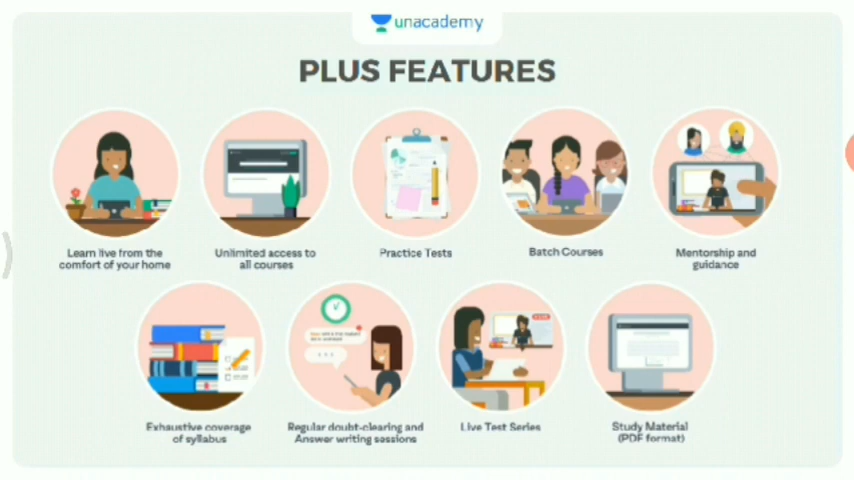 unacademy
PLUS FEATURES
Learn live from the
comfort of your home
Unlimited access to
all courses
Practice Tests
Batch Courses
Mentorship and
guidance
Exhaustive coverage
of syllabus
Regular doubt-clearing and
Answer writing sessions
Live Test Series
Study Material
(PDF format)